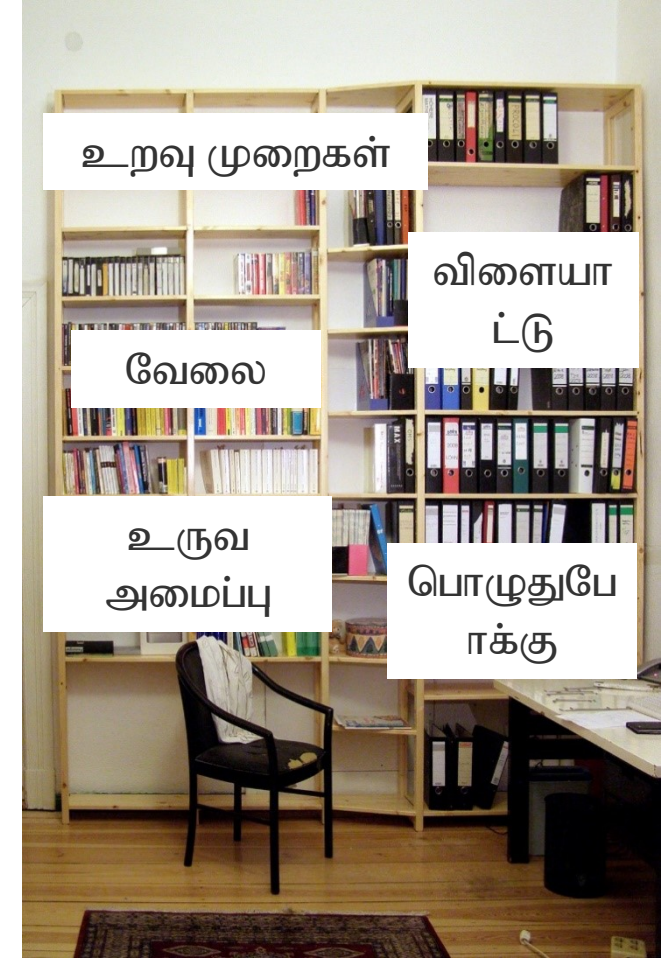 உறவு முறைகள்
விளையா
ட்டு
வேலை
உருவ
அமைப்பு
பொழுதுபே
ாக்கு